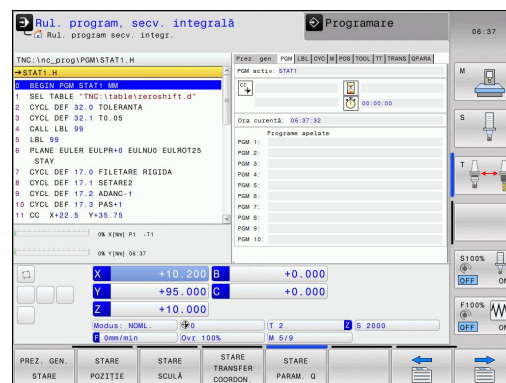 Rul. program, secv. integrală
Rul. program secv. integr.
Programare
06:37
TNC:\nc_prog\PGM\STAT1.H
→STAT1.H
0 BEGIN PGM STAT1 MM
1 SEL TABLE "TNC:\table\zeroshift.d"
2 CYCL DEF 32.0 TOLERANTA
3 CYCL DEF 32.1 T0.05
4 CALL LBL 99
5 LBL 99
6 PLANE EULER EULPR+0 EULNU0 EULROT25
STAY
7 CYCL DEF 17.0 FILETARE RIGIDA
8 CYCL DEF 17.1 SETARE2
9 CYCL DEF 17.2 ADANC-1
10 CYCL DEF 17.3 PAS+1
11 CC X+22.5 Y+35.75
0% X[Nm] P1 -T1
0% Y[Nm] 06:37
Prez. gen. PGM LBL CYC M POS TOOL TT TRANS QPARA
PGM activ: STAT1
00:00:00
Ora curentă: 06:37:32
Programe apelate
PGM 1:
PGM 2:
PGM 3:
PGM 4:
PGM 5:
PGM 6:
PGM 7:
PGM 8:
PGM 9:
PGM 10:
X +10.200 B +0.000
Y +95.000 C +0.000
Z +10.000
Modus: NOML. 0 T 2 Z S 2000
F 0mm/min Ovr 100% M 5/9
M
S
T
S100%
OFF ON
F100%
OFF ON
PREZ. GEN.
STARE
STARE
POZIŢIE
STARE
SCULĂ
STARE
TRANSFER
COORDON.
STARE
PARAM. Q